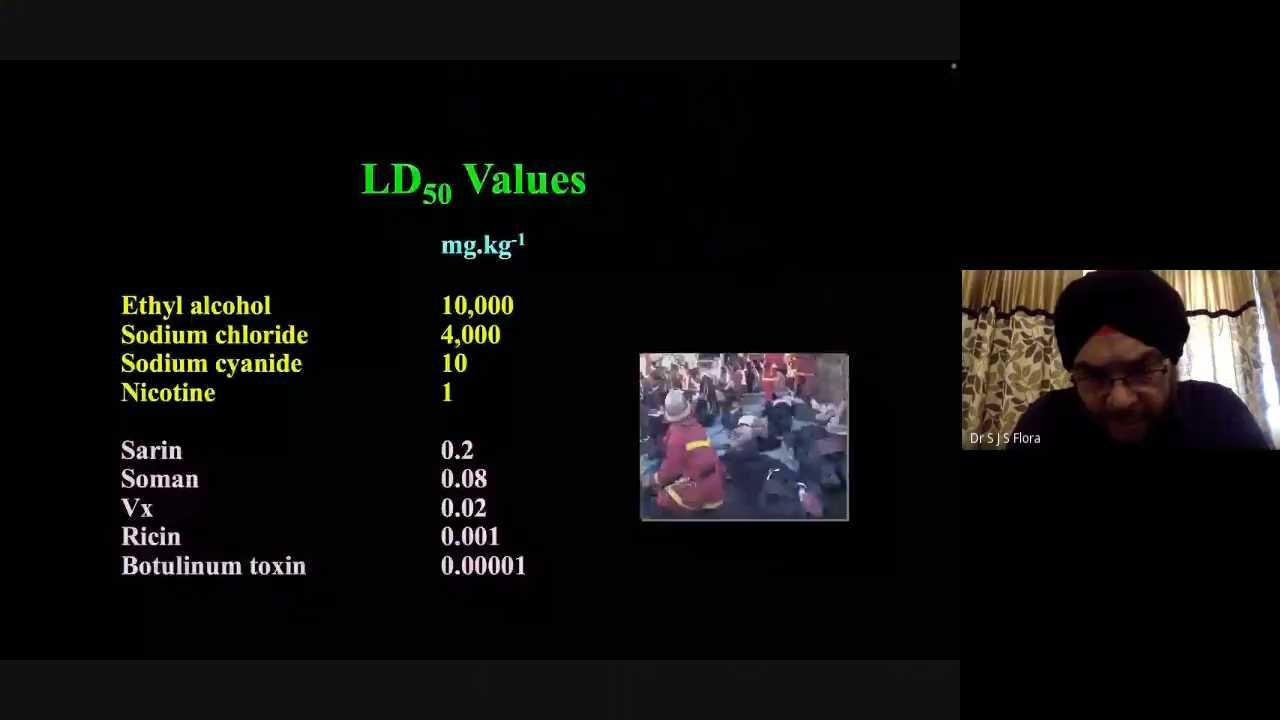 LD50 Values
mg.kg-1
Ethyl alcohol 10,000
Sodium chloride 4,000
Sodium cyanide 10
Nicotine 1
Sarin 0.2
Soman 0.08
Vx 0.02
Ricin 0.001
Botulinum toxin 0.00001
Dr S J S Flora